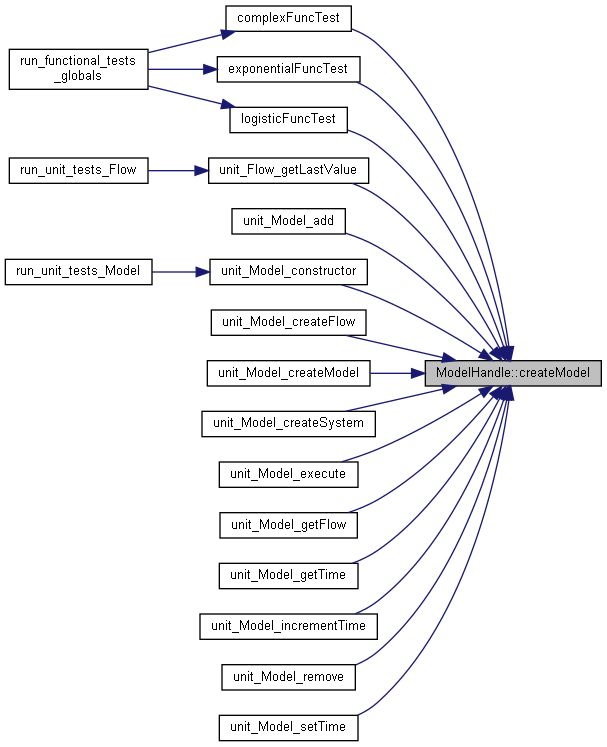 complexFuncTest
run_functional_tests
_globals
exponentialFuncTest
logisticFuncTest
run_unit_tests_Flow
unit_Flow_getLastValue
unit_Model_add
run_unit_tests_Model
unit_Model_constructor
unit_Model_createFlow
unit_Model_createModel
ModelHandle::createModel
unit_Model_createSystem
unit_Model_execute
unit_Model_getFlow
unit_Model_getTime
unit_Model_incrementTime
unit_Model_remove
unit_Model_setTime